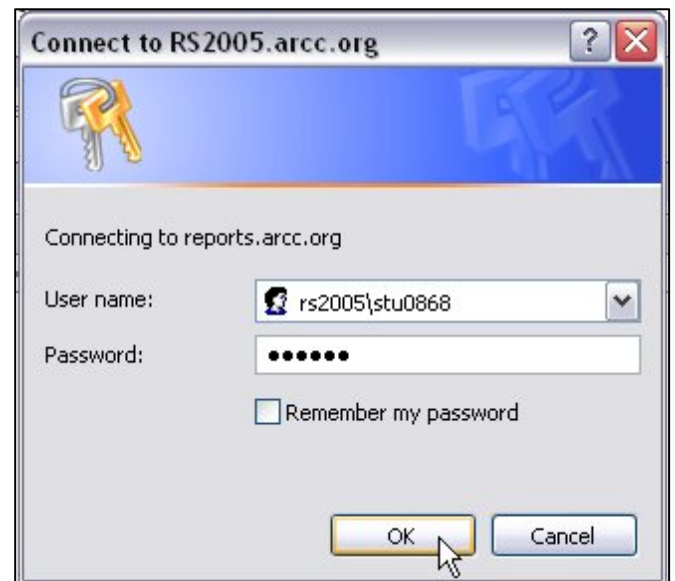 Connect to RS2005.arcc.org
Connecting to reports.arcc.org
User name: rs2005\stu0868
Password: ●●●●●●
Remember my password
OK Cancel